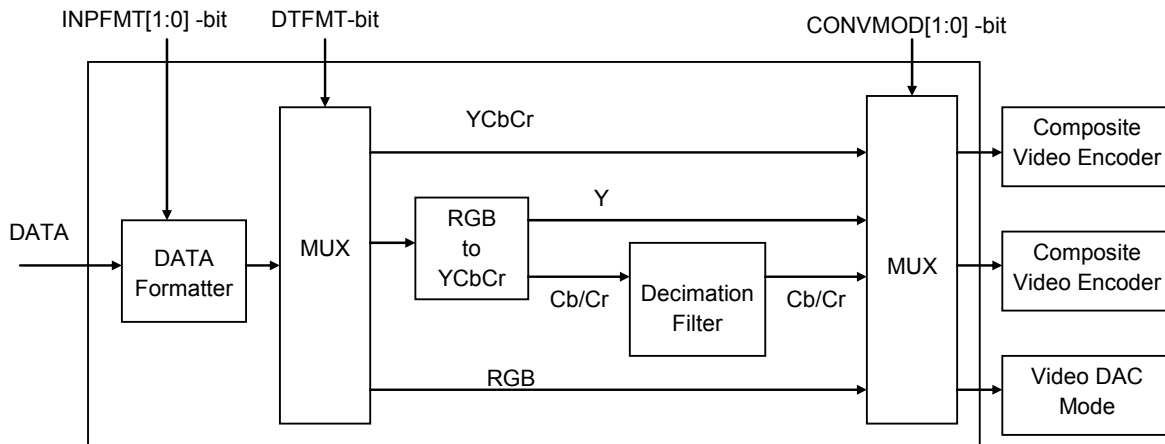 INPFMT[1:0] -bit
DTFMT-bit
CONVMOD[1:0] -bit
DATA
DATA
Formatter
MUX
YCbCr
RGB
to
YCbCr
Y
Cb/Cr
Decimation
Filter
Cb/Cr
RGB
MUX
Composite
Video Encoder
Composite
Video Encoder
Video DAC
Mode